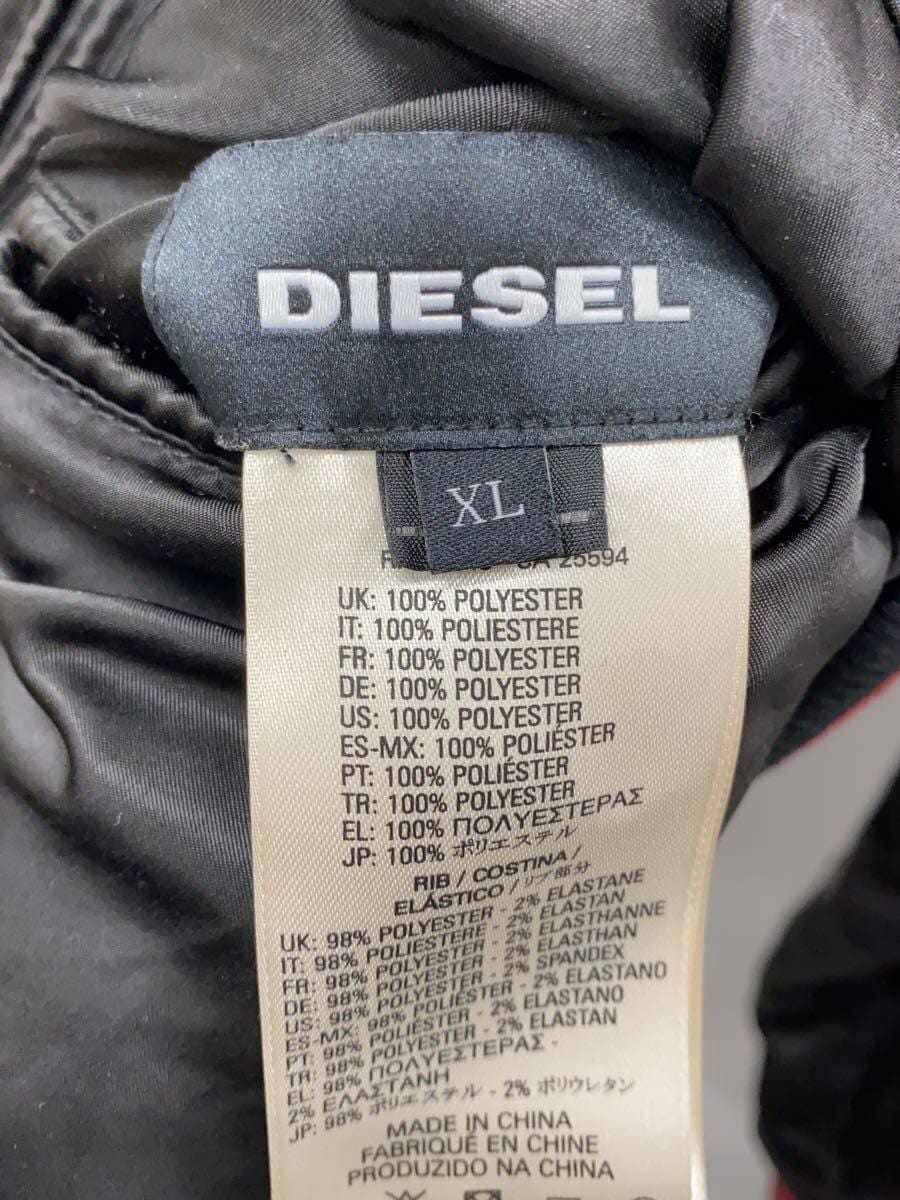 DIESEL
XL
25594
UK: 100% POLYESTER
IT: 100% POLIESTERE
FR: 100% POLYESTER
DE: 100% POLYESTER
US: 100% POLYESTER
ES-MX: 100% POLIÉSTER
PT: 100% POLIÉSTER
TR: 100% POLYESTER
EL: 100% ΠΟΛΥΕΣΤΕΡΑΣ
JP: 100% ポリエステル
RIB / COSTINA /
ELÁSTICO / リブ部分
UK: 98% POLYESTER - 2% ELASTANE
IT: 98% POLIESTERE - 2% ELASTAN
FR: 98% POLYESTER - 2% ELASTHANNE
DE: 98% POLYESTER - 2% ELASTHAN
US: 98% POLYESTER - 2% SPANDEX
ES-MX: 98% POLIÉSTER - 2% ELASTANO
PT: 98% POLIÉSTER - 2% ELASTANO
TR: 98% POLYESTER - 2% ELASTAN
EL: 98% ΠΟΛΥΕΣΤΕΡΑΣ -
2% ΕΛΑΣΤΑΝΗ
JP: 98% ポリエステル - 2% ポリウレタン
MADE IN CHINA
FABRIQUÉ EN CHINE
PRODUZIDO NA CHINA